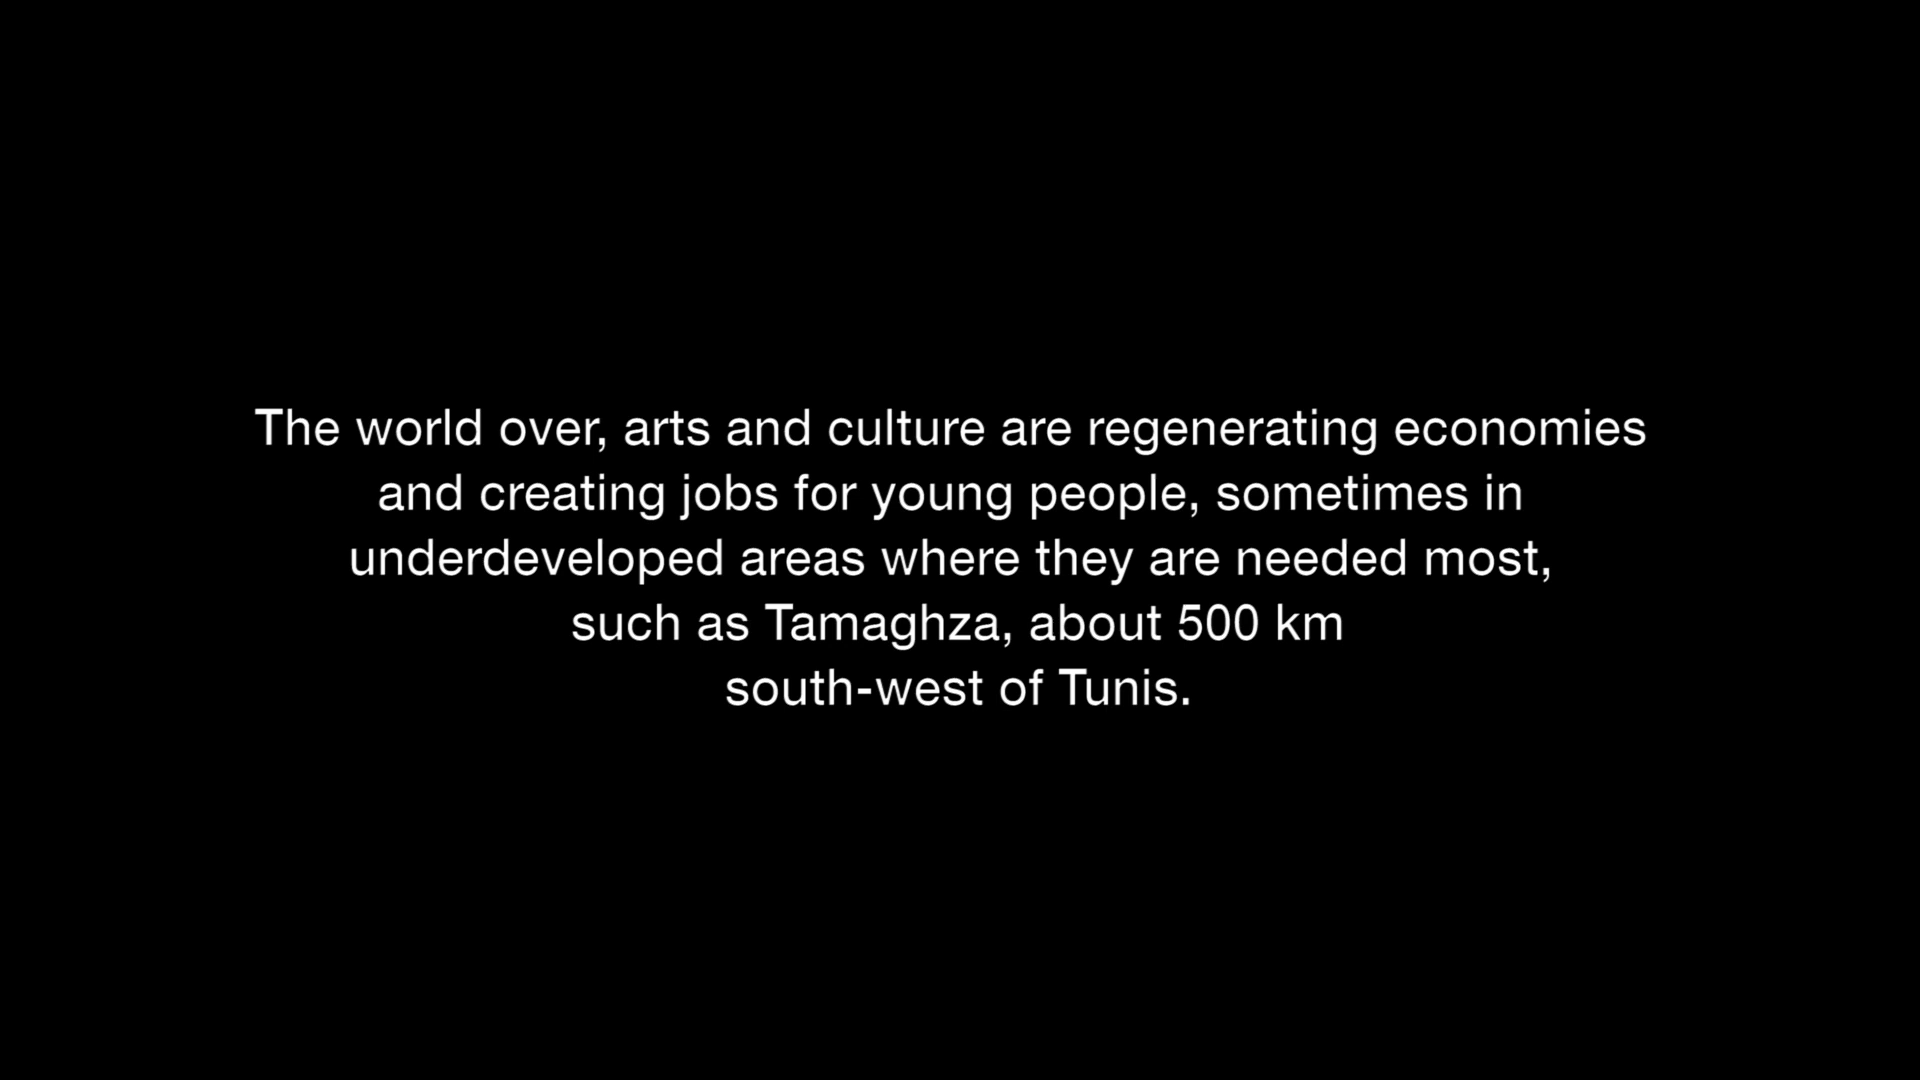 The world over, arts and culture are regenerating economies
and creating jobs for young people, sometimes in
underdeveloped areas where they are needed most,
such as Tamaghza, about 500 km
south-west of Tunis.